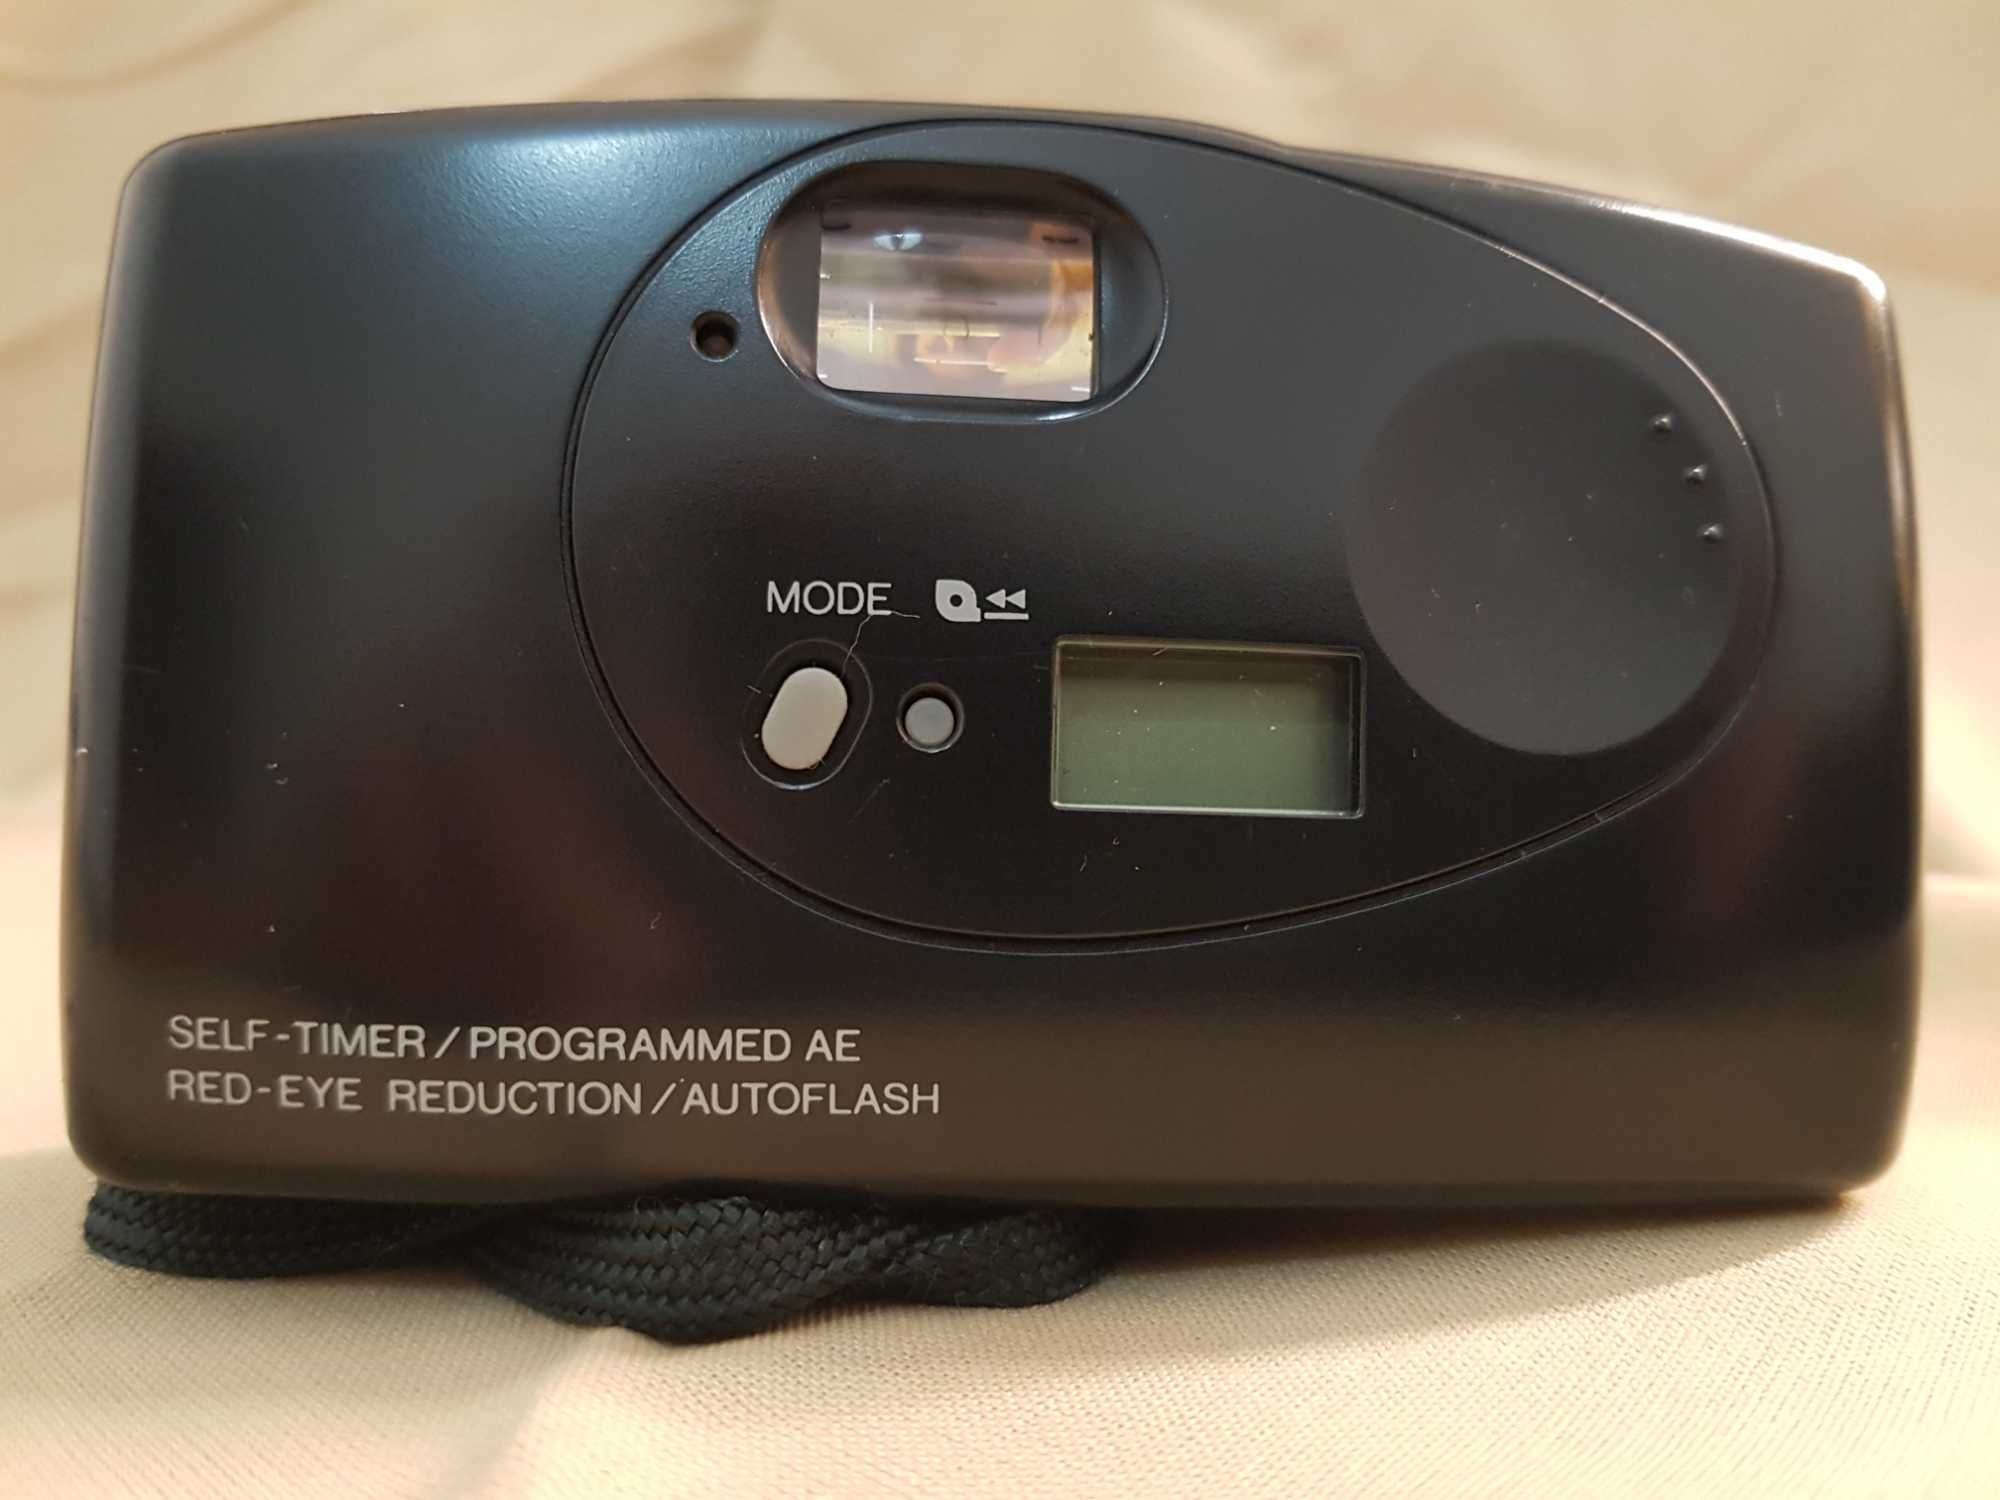 MODE
SELF-TIMER/PROGRAMMED AE
RED-EYE REDUCTION/AUTOFLASH